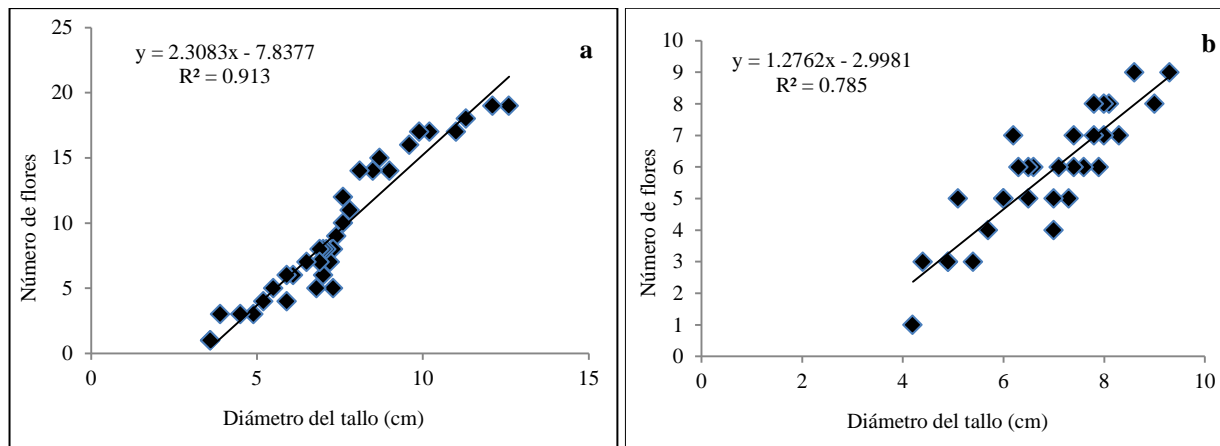 a
y = 2.3083x - 7.8377
R² = 0.913
Número de flores
25
20
15
10
5
0
0 5 10 15
Diámetro del tallo (cm)
b
y = 1.2762x - 2.9981
R² = 0.785
Número de flores
10
9
8
7
6
5
4
3
2
1
0
0 2 4 6 8 10
Diámetro del tallo (cm)